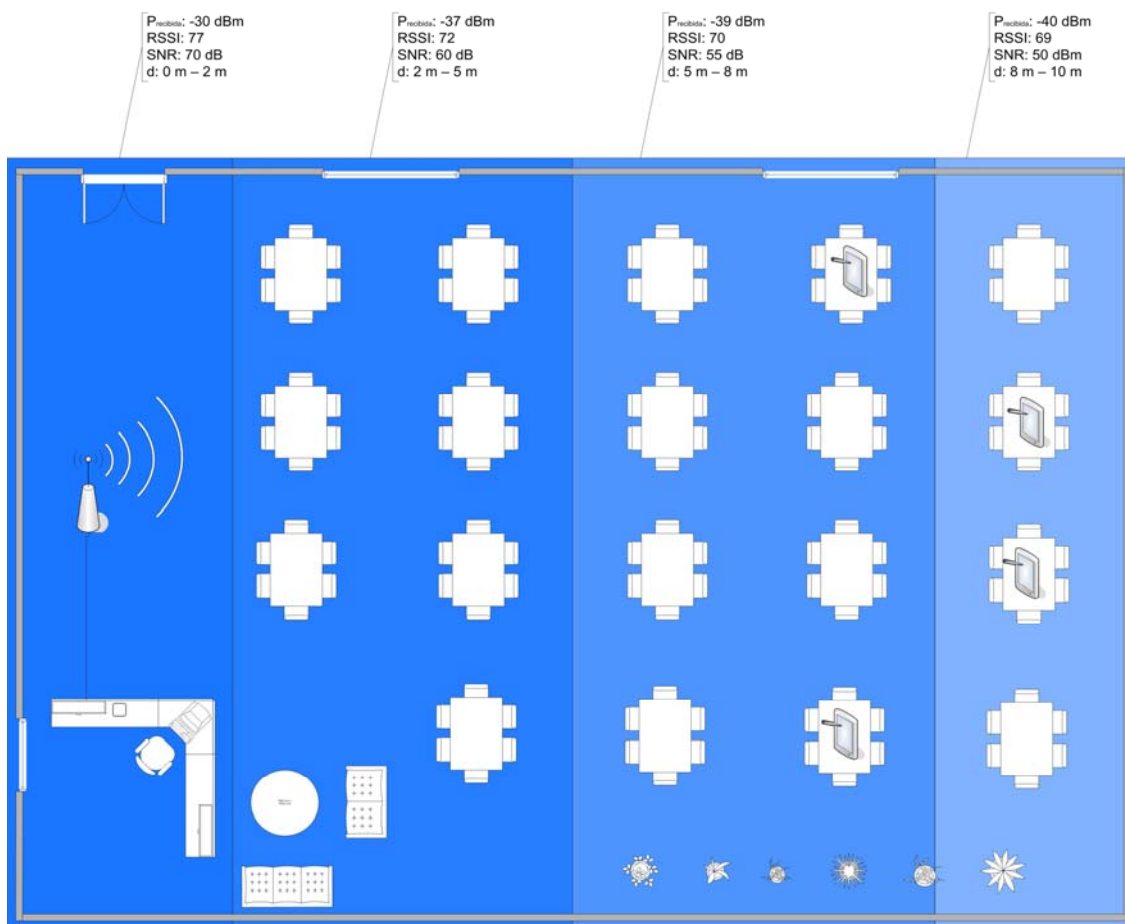 Precibida: -30 dBm
RSSI: 77
SNR: 70 dB
d: 0 m – 2 m
Precibida: -37 dBm
RSSI: 72
SNR: 60 dB
d: 2 m – 5 m
Precibida: -39 dBm
RSSI: 70
SNR: 55 dB
d: 5 m – 8 m
Precibida: -40 dBm
RSSI: 69
SNR: 50 dBm
d: 8 m – 10 m